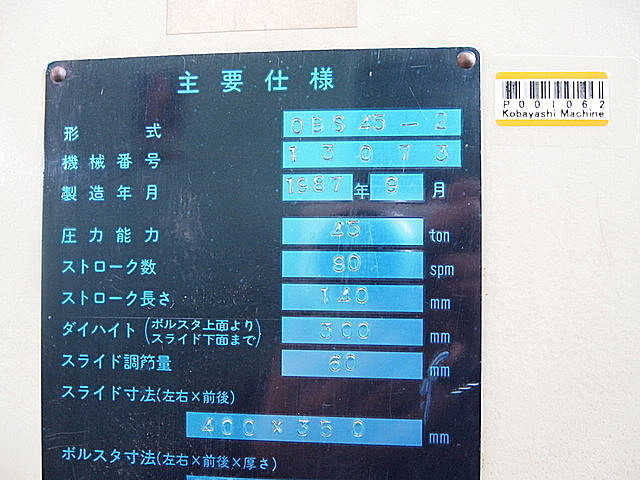 主要仕様
形式 OBS 45-2
機械番号 13073
製造年月 1987年9月
圧力能力 45 ton
ストローク数 80 spm
ストローク長さ 140 mm
ダイハイト(ボルスタ上面より
スライド下面まで) 300 mm
スライド調節量 60 mm
スライド寸法(左右×前後)
400×350 mm
ボルスタ寸法(左右×前後×厚さ)
P001062
Kobayashi Machine